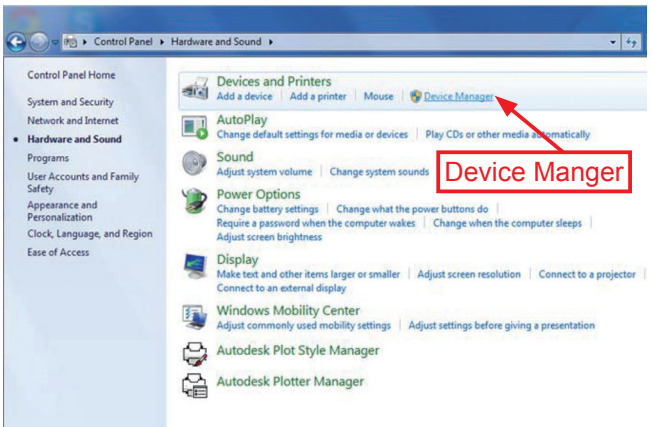 Control Panel ▸ Hardware and Sound ▸
Control Panel Home
System and Security
Network and Internet
Hardware and Sound
Programs
User Accounts and Family
Safety
Appearance and
Personalization
Clock, Language, and Region
Ease of Access
Devices and Printers
Add a device | Add a printer | Mouse | Device Manager
AutoPlay
Change default settings for media or devices | Play CDs or other media automatically
Sound
Adjust system volume | Change system sounds
Device Manger
Power Options
Change battery settings | Change what the power buttons do |
Require a password when the computer wakes | Change when the computer sleeps |
Adjust screen brightness
Display
Make text and other items larger or smaller | Adjust screen resolution | Connect to a projector |
Connect to an external display
Windows Mobility Center
Adjust commonly used mobility settings | Adjust settings before giving a presentation
Autodesk Plot Style Manager
Autodesk Plotter Manager